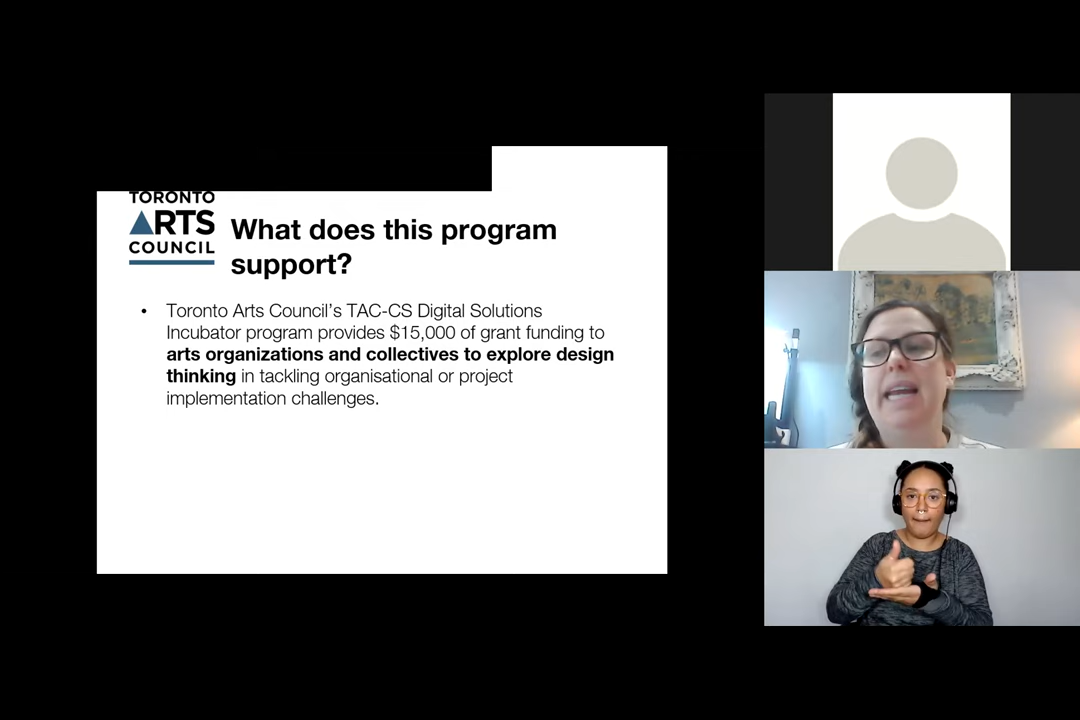 TORONTO
ARTS
COUNCIL
What does this program
support?
• Toronto Arts Council’s TAC-CS Digital Solutions
Incubator program provides $15,000 of grant funding to
arts organizations and collectives to explore design
thinking in tackling organisational or project
implementation challenges.